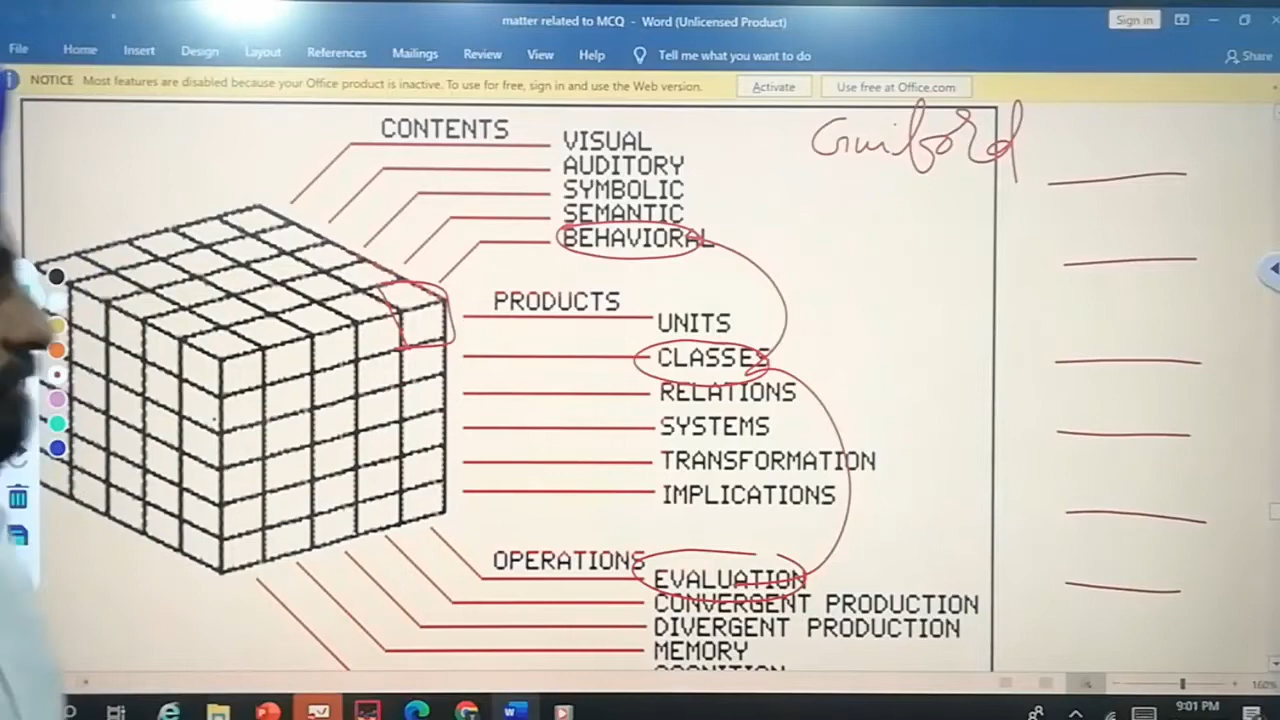 matter related to MCQ - Word (Unlicensed Product)
Sign in
File Home Insert Design Layout References Mailings Review View Help Tell me what you want to do Share
NOTICE Most features are disabled because your Office product is inactive. To use for free, sign in and use the Web version. Activate Use free at Office.com
Guiford
CONTENTS
VISUAL
AUDITORY
SYMBOLIC
SEMANTIC
BEHAVIORAL
PRODUCTS
UNITS
CLASSES
RELATIONS
SYSTEMS
TRANSFORMATION
IMPLICATIONS
OPERATIONS
EVALUATION
CONVERGENT PRODUCTION
DIVERGENT PRODUCTION
MEMORY
COGNITION
160%
9:01 PM